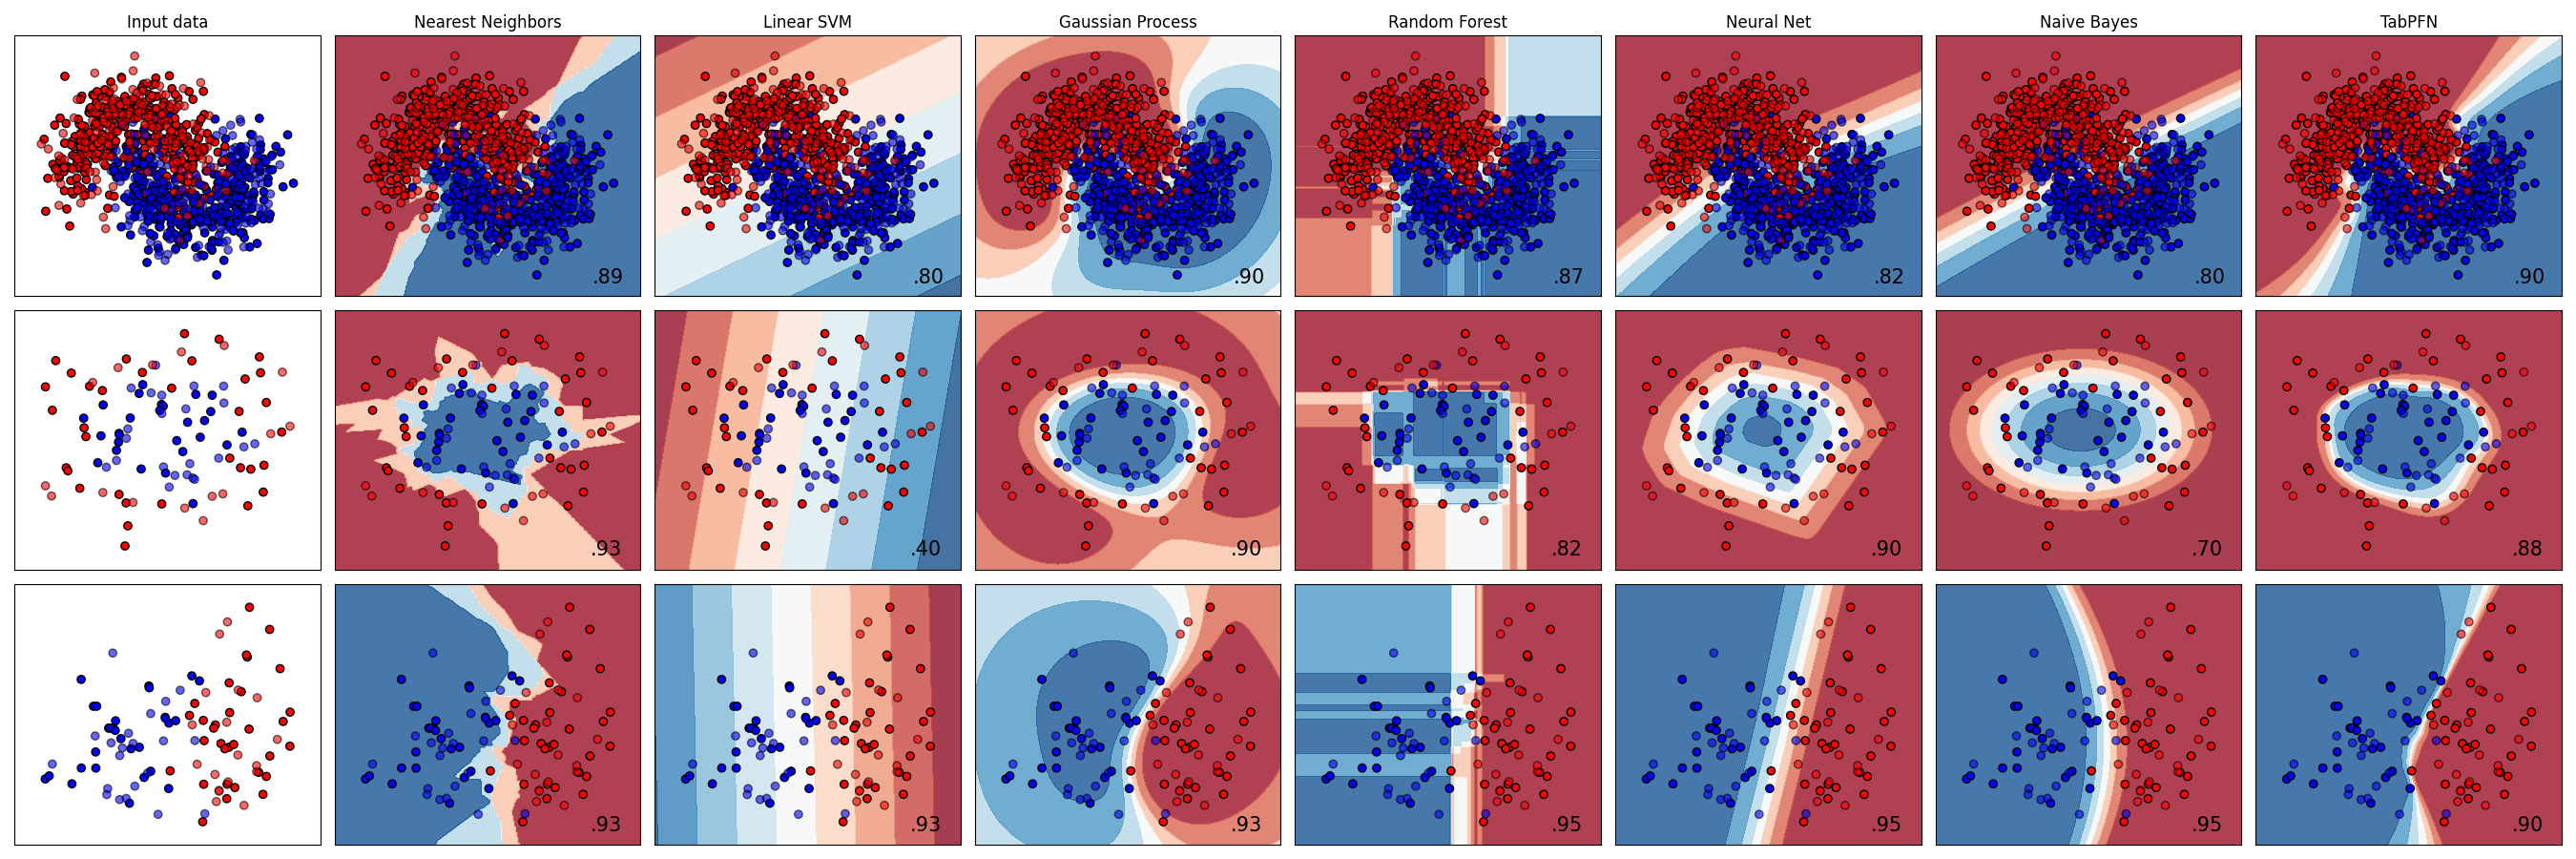 Input data Nearest Neighbors Linear SVM Gaussian Process Random Forest Neural Net Naive Bayes TabPFN
.89 .80 .90 .87 .82 .80 .90
.93 .40 .90 .82 .90 .70 .88
.93 .93 .93 .95 .95 .95 .90